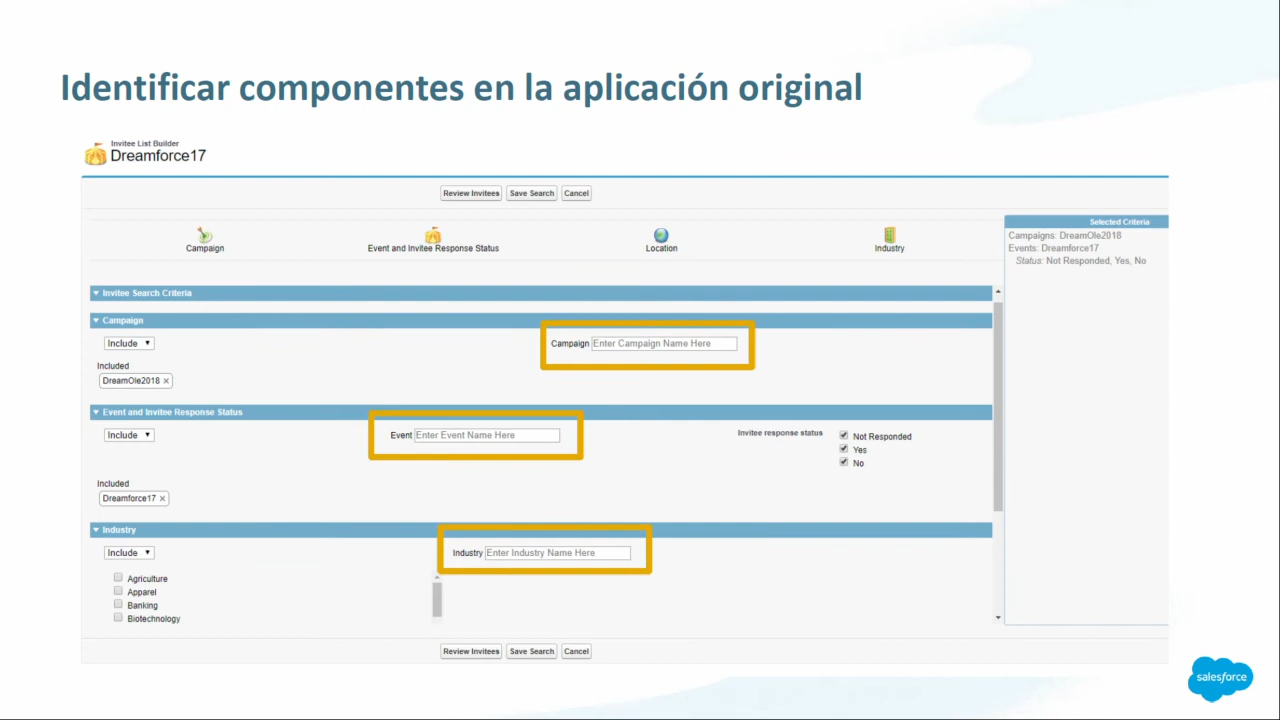 Identificar componentes en la aplicación original
Invitee List Builder
Dreamforce17
Review Invitees Save Search Cancel
Campaign Event and Invitee Response Status Location Industry
Selected Criteria
Campaigns: DreamOle2018
Events: Dreamforce17
Status: Not Responded, Yes, No
Invitee Search Criteria
Campaign
Include
Campaign Enter Campaign Name Here
Included
DreamOle2018
Event and Invitee Response Status
Include
Event Enter Event Name Here
Invitee response status
Not Responded
Yes
No
Included
Dreamforce17
Industry
Include
Industry Enter Industry Name Here
Agriculture
Apparel
Banking
Biotechnology
Review Invitees Save Search Cancel
salesforce